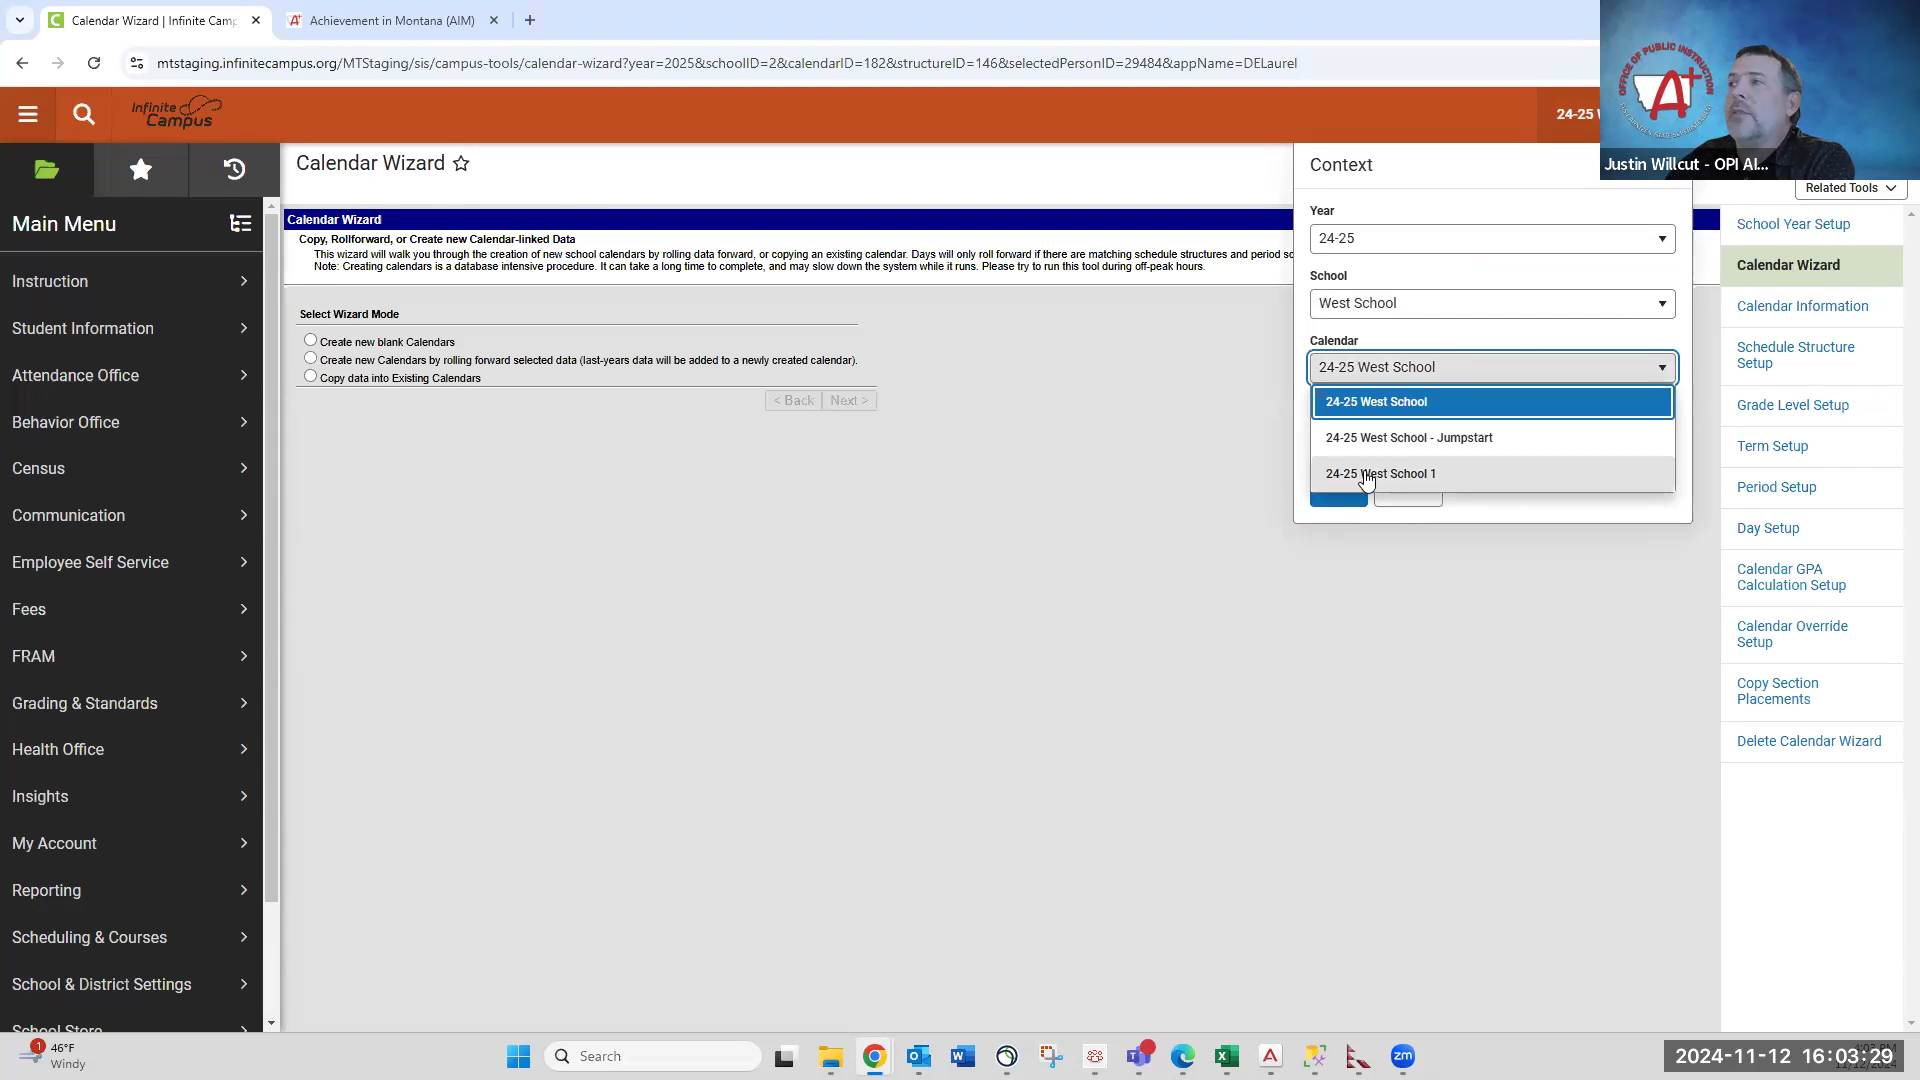 Calendar Wizard | Infinite Camp
Achievement in Montana (AIM)
mtstaging.infinitecampus.org/MTStaging/sis/campus-tools/calendar-wizard?year=2025&schoolID=2&calendarID=182&structureID=146&selectedPersonID=29484&appName=DELaurel
Infinite
Campus
24-25 W
OFFICE OF PUBLIC INSTRUCTION
A+
Justin Willcut - OPI AI...
Calendar Wizard
Related Tools
Main Menu
Instruction
Student Information
Attendance Office
Behavior Office
Census
Communication
Employee Self Service
Fees
FRAM
Grading & Standards
Health Office
Insights
My Account
Reporting
Scheduling & Courses
School & District Settings
School Store
Calendar Wizard
Copy, Rollforward, or Create new Calendar-linked Data
This wizard will walk you through the creation of new school calendars by rolling data forward, or copying an existing calendar. Days will only roll forward if there are matching schedule structures and period sc
Note: Creating calendars is a database intensive procedure. It can take a long time to complete, and may slow down the system while it runs. Please try to run this tool during off-peak hours.
Select Wizard Mode
Create new blank Calendars
Create new Calendars by rolling forward selected data (last-years data will be added to a newly created calendar).
Copy data into Existing Calendars
< Back
Next >
Context
Year
24-25
School
West School
Calendar
24-25 West School
24-25 West School
24-25 West School - Jumpstart
24-25 West School 1
School Year Setup
Calendar Wizard
Calendar Information
Schedule Structure
Setup
Grade Level Setup
Term Setup
Period Setup
Day Setup
Calendar GPA
Calculation Setup
Calendar Override
Setup
Copy Section
Placements
Delete Calendar Wizard
1
46°F
Windy
Search
zm
2024-11-12 16:03:29